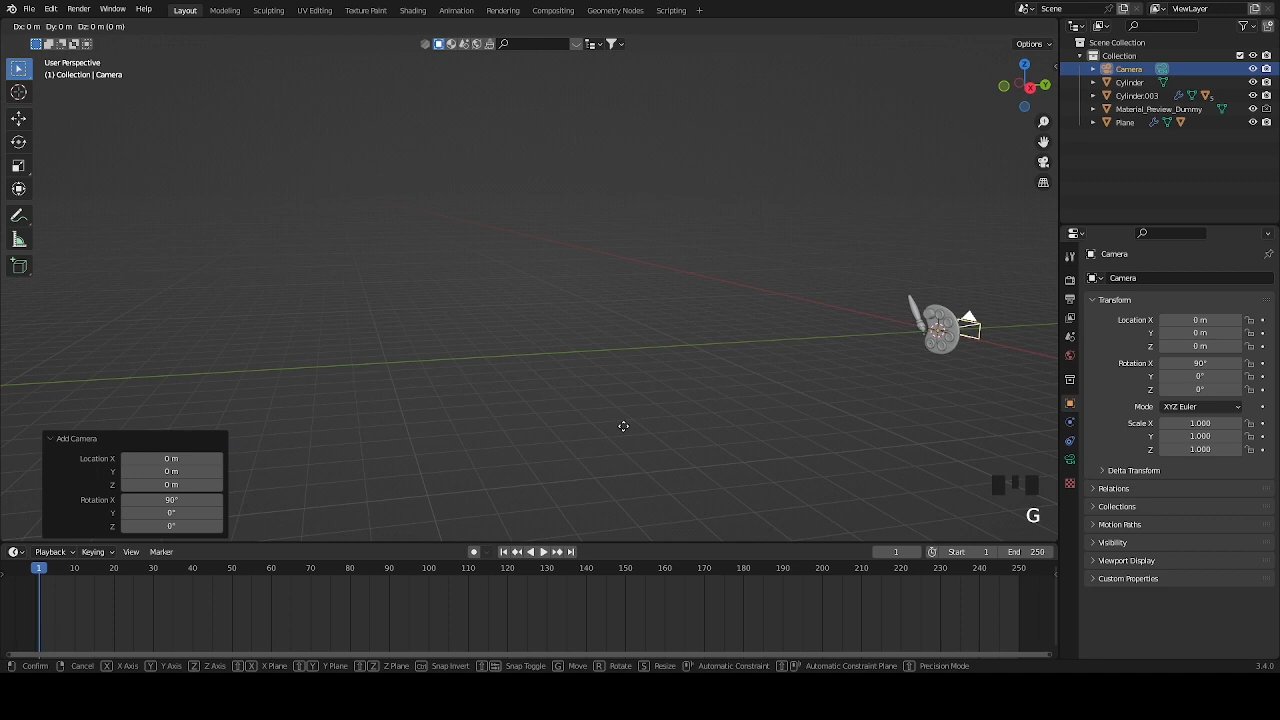 File Edit Render Window Help Layout Modeling Sculpting UV Editing Texture Paint Shading Animation Rendering Compositing Geometry Nodes Scripting + Scene ViewLayer
Dx: 0 m Dy: 0 m Dz: 0 m (0 m)
Options
User Perspective
(1) Collection | Camera
Z
Y
X
Scene Collection
Collection
Camera
Cylinder
Cylinder.003 5
Material_Preview_Dummy
Plane
Camera
Camera
Transform
Location X 0 m
Y 0 m
Z 0 m
Rotation X 90°
Y 0°
Z 0°
Mode XYZ Euler
Scale X 1.000
Y 1.000
Z 1.000
Delta Transform
Relations
Collections
Motion Paths
Visibility
Viewport Display
Custom Properties
Add Camera
Location X 0 m
Y 0 m
Z 0 m
Rotation X 90°
Y 0°
Z 0°
G
Playback Keying View Marker 1 Start 1 End 250
1 10 20 30 40 50 60 70 80 90 100 110 120 130 140 150 160 170 180 190 200 210 220 230 240 250
Confirm Cancel X X Axis Y Y Axis Z Z Axis X X Plane Y Y Plane Z Z Plane Ctrl Snap Invert Snap Toggle G Move R Rotate S Resize Automatic Constraint Automatic Constraint Plane Precision Mode 3.4.0